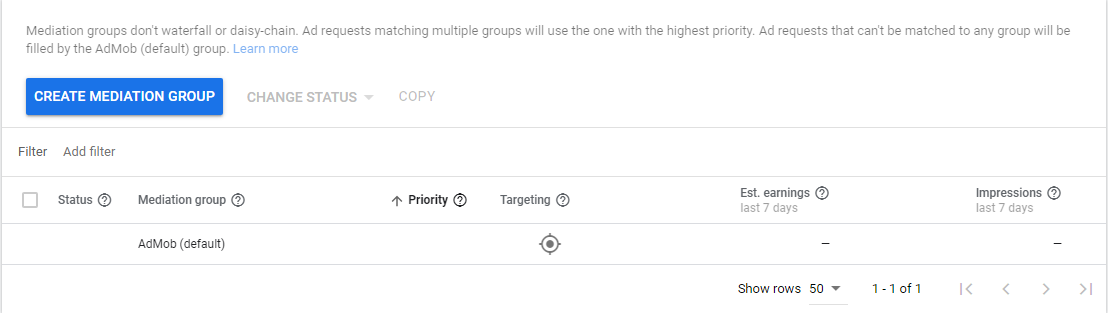 Mediation groups don't waterfall or daisy-chain. Ad requests matching multiple groups will use the one with the highest priority. Ad requests that can't be matched to any group will be
filled by the AdMob (default) group. Learn more
CREATE MEDIATION GROUP CHANGE STATUS COPY
Filter Add filter
Status Mediation group Priority Targeting Est. earnings Impressions
last 7 days last 7 days
AdMob (default) – –
Show rows 50 1 - 1 of 1